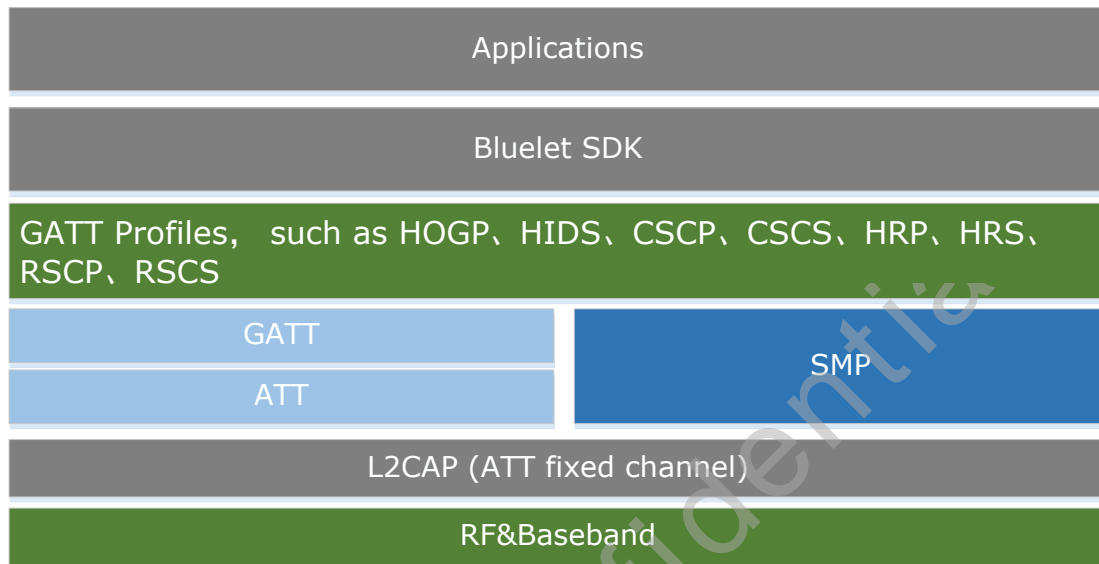 Applications
Bluelet SDK
GATT Profiles， such as HOGP、HIDS、CSCP、CSCS、HRP、HRS、
RSCP、RSCS
GATT
SMP
ATT
L2CAP (ATT fixed channel)
RF&Baseband